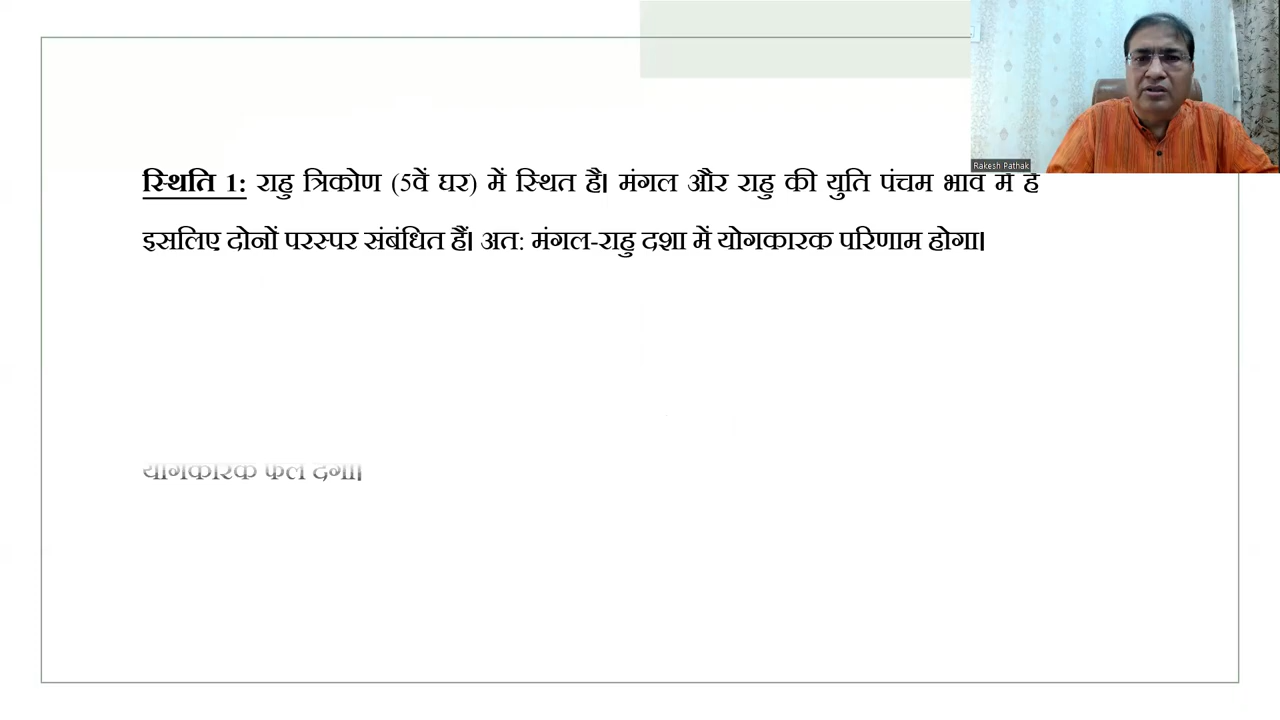 स्थिति 1: राहु त्रिकोण (5वें घर) में स्थित है। मंगल और राहु की युति पंचम भाव में है
इसलिए दोनों परस्पर संबंधित हैं। अत: मंगल-राहु दशा में योगकारक परिणाम होगा।
योगकारक फल देगा।
Rakesh Pathak